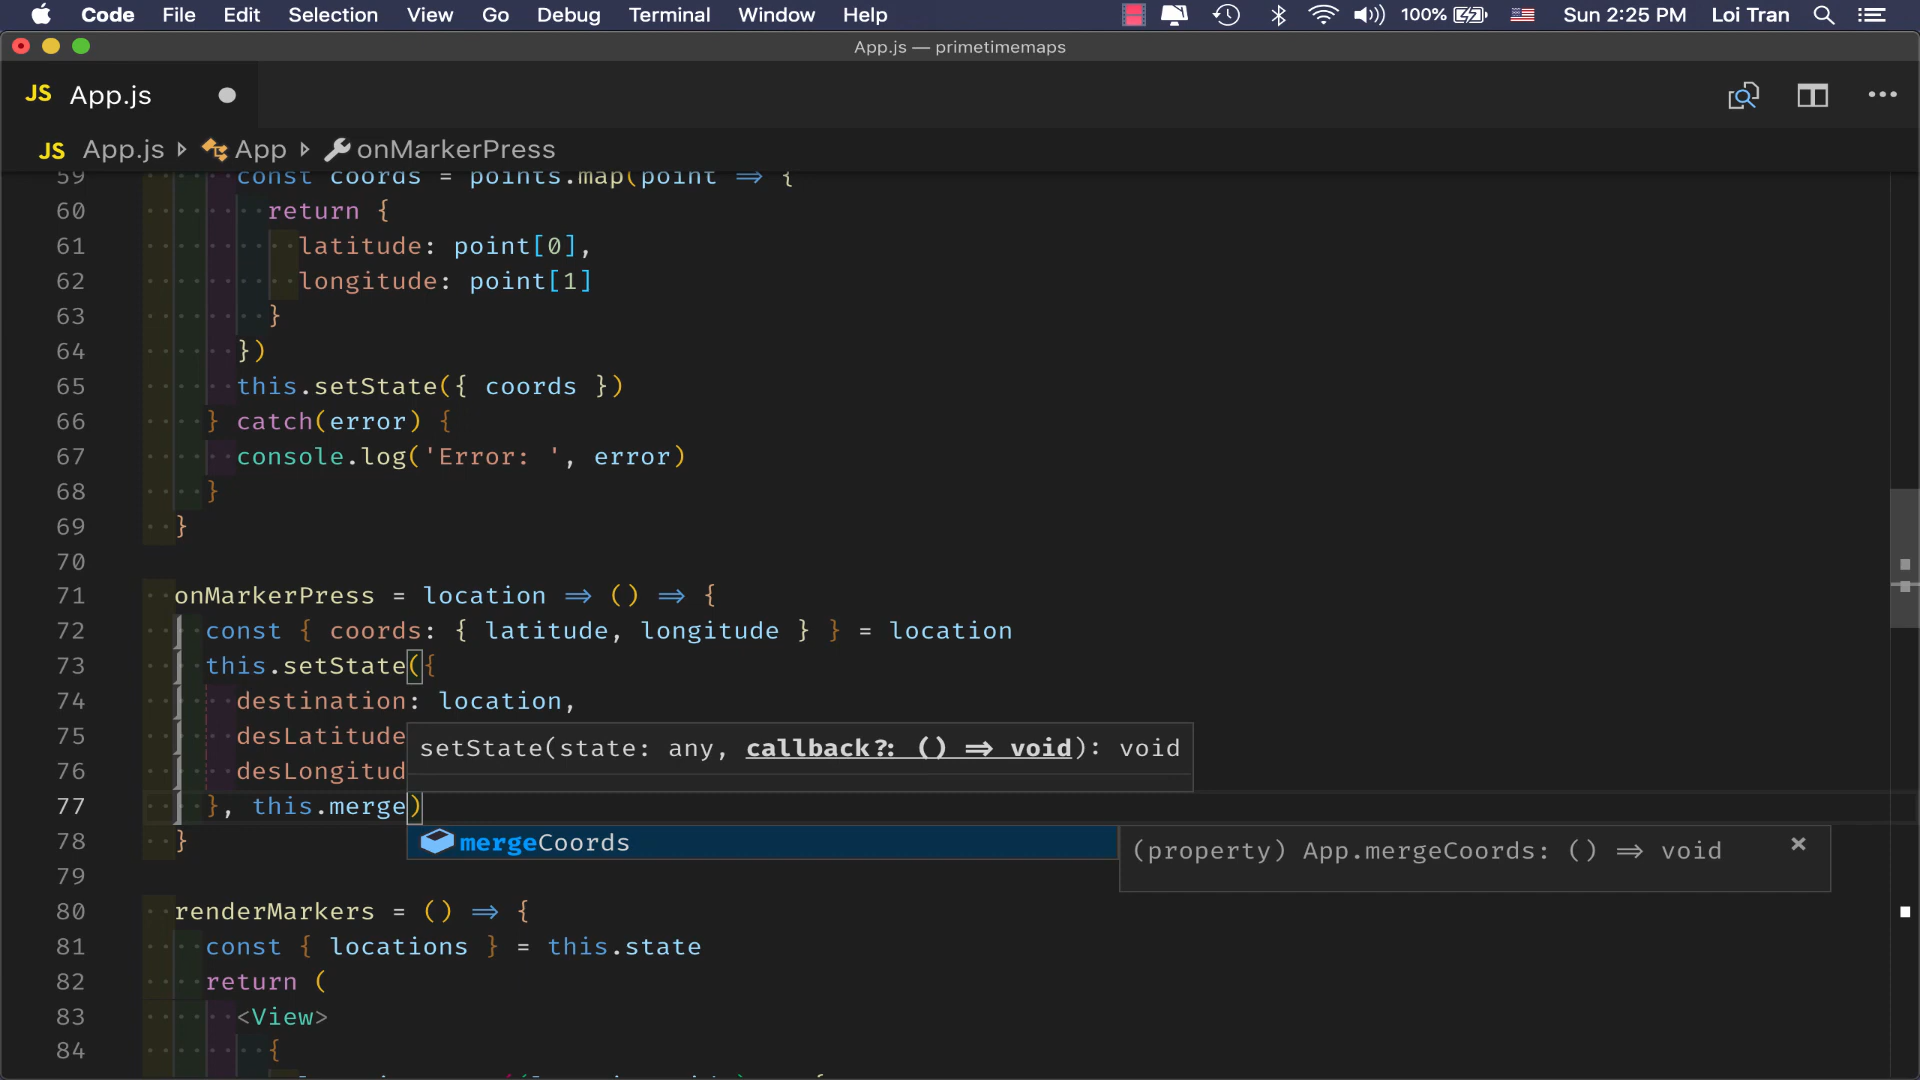 Code File Edit Selection View Go Debug Terminal Window Help 100% Sun 2:25 PM Loi Tran
App.js — primetimemaps
JS App.js
JS App.js App onMarkerPress
59 const coords = points.map(point => {
60 return {
61 latitude: point[0],
62 longitude: point[1]
63 }
64 })
65 this.setState({ coords })
66 } catch(error) {
67 console.log('Error: ', error)
68 }
69 }
70
71 onMarkerPress = location => () => {
72 const { coords: { latitude, longitude } } = location
73 this.setState({
74 destination: location,
75 desLatitude
setState(state: any, callback?: () => void): void
76 desLongitud
77 }, this.merge)
78 }
mergeCoords
(property) App.mergeCoords: () => void
79
80 renderMarkers = () => {
81 const { locations } = this.state
82 return (
83 <View>
84 {